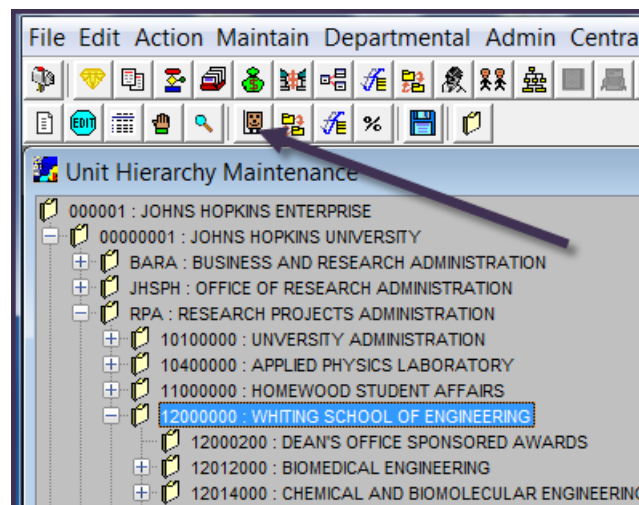 File Edit Action Maintain Departmental Admin Centra
EDIT %
Unit Hierarchy Maintenance
000001 : JOHNS HOPKINS ENTERPRISE
00000001 : JOHNS HOPKINS UNIVERSITY
BARA : BUSINESS AND RESEARCH ADMINISTRATION
JHSPH : OFFICE OF RESEARCH ADMINISTRATION
RPA : RESEARCH PROJECTS ADMINISTRATION
10100000 : UNVERSITY ADMINISTRATION
10400000 : APPLIED PHYSICS LABORATORY
11000000 : HOMEWOOD STUDENT AFFAIRS
12000000 : WHITING SCHOOL OF ENGINEERING
12000200 : DEAN'S OFFICE SPONSORED AWARDS
12012000 : BIOMEDICAL ENGINEERING
12014000 : CHEMICAL AND BIOMOLECULAR ENGINEERING